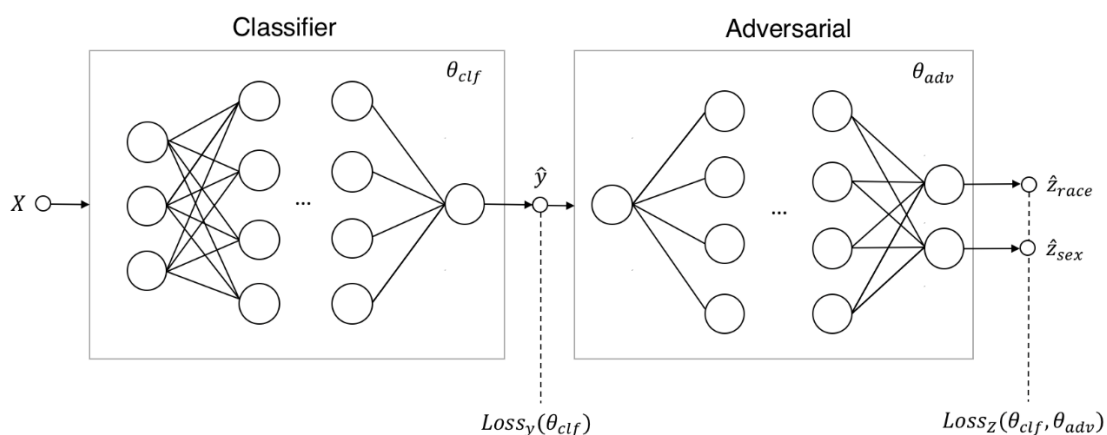 Classifier
Adversarial
θ_clf
θ_adv
X
...
ŷ
...
ẑ_race
ẑ_sex
Loss_y(θ_clf)
Loss_Z(θ_clf, θ_adv)